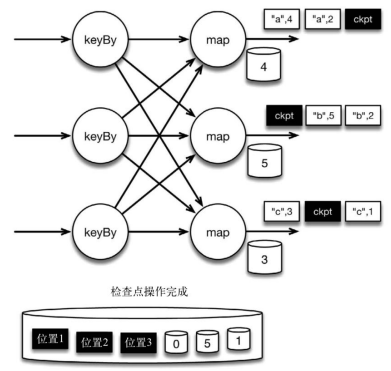 keyBy map "a",4 "a",2 ckpt
4
keyBy map ckpt "b",5 "b",2
5
keyBy map "c",3 ckpt "c",1
3
检查点操作完成
位置1 位置2 位置3 0 5 1